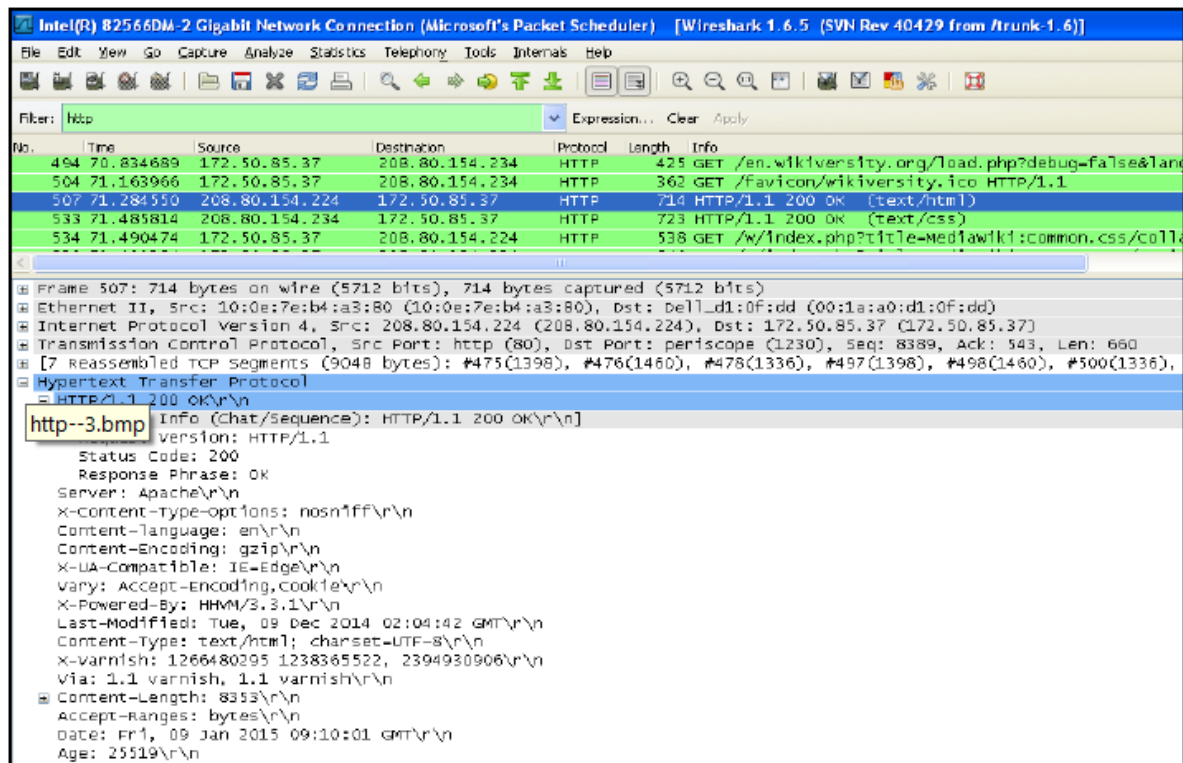 Intel(R) 82566DM-2 Gigabit Network Connection (Microsoft's Packet Scheduler) [Wireshark 1.6.5 (SVN Rev 40429 from /trunk-1.6)]
File Edit View Go Capture Analyze Statistics Telephony Tools Internals Help
Filter: http Expression... Clear Apply
No. Time Source Destination Protocol Length Info
494 70.834689 172.50.85.37 208.80.154.234 HTTP 425 GET /en.wikiversity.org/load.php?debug=false&lang
504 71.163966 172.50.85.37 208.80.154.234 HTTP 362 GET /favicon/wikiversity.ico HTTP/1.1
507 71.284550 208.80.154.224 172.50.85.37 HTTP 714 HTTP/1.1 200 OK (text/html)
533 71.485814 208.80.154.234 172.50.85.37 HTTP 723 HTTP/1.1 200 OK (text/css)
534 71.490474 172.50.85.37 208.80.154.224 HTTP 538 GET /w/index.php?title=MediaWiki:Common.css/colla
Frame 507: 714 bytes on wire (5712 bits), 714 bytes captured (5712 bits)
Ethernet II, Src: 10:0e:7e:b4:a3:80 (10:0e:7e:b4:a3:80), Dst: Dell_d1:0f:dd (00:1a:a0:d1:0f:dd)
Internet Protocol Version 4, Src: 208.80.154.224 (208.80.154.224), Dst: 172.50.85.37 (172.50.85.37)
Transmission Control Protocol, Src Port: http (80), Dst Port: periscope (1230), Seq: 8389, Ack: 543, Len: 660
[7 Reassembled TCP Segments (9048 bytes): #475(1398), #476(1460), #478(1336), #497(1398), #498(1460), #500(1336),
Hypertext Transfer Protocol
HTTP/1.1 200 OK\r\n
http--3.bmp
Info (Chat/Sequence): HTTP/1.1 200 OK\r\n]
Version: HTTP/1.1
Status Code: 200
Response Phrase: OK
Server: Apache\r\n
X-Content-Type-Options: nosniff\r\n
Content-language: en\r\n
Content-Encoding: gzip\r\n
X-UA-Compatible: IE=Edge\r\n
Vary: Accept-Encoding,Cookie\r\n
X-Powered-By: HHVM/3.3.1\r\n
Last-Modified: Tue, 09 Dec 2014 02:04:42 GMT\r\n
Content-Type: text/html; charset=UTF-8\r\n
X-Varnish: 1266480295 1238365522, 2394930906\r\n
Via: 1.1 varnish, 1.1 varnish\r\n
Content-Length: 8353\r\n
Accept-Ranges: bytes\r\n
Date: Fri, 09 Jan 2015 09:10:01 GMT\r\n
Age: 25519\r\n